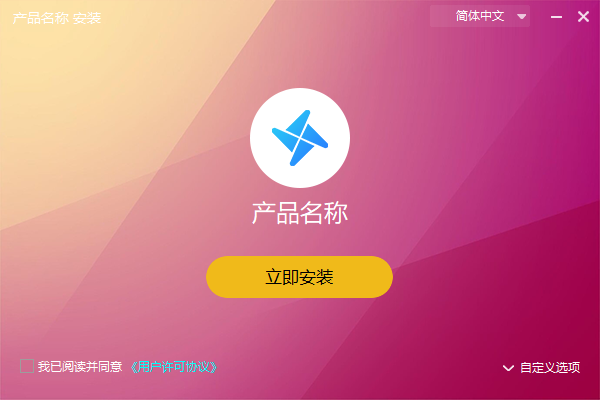 产品名称 安装
简体中文
产品名称
立即安装
我已阅读并同意 《用户许可协议》
自定义选项